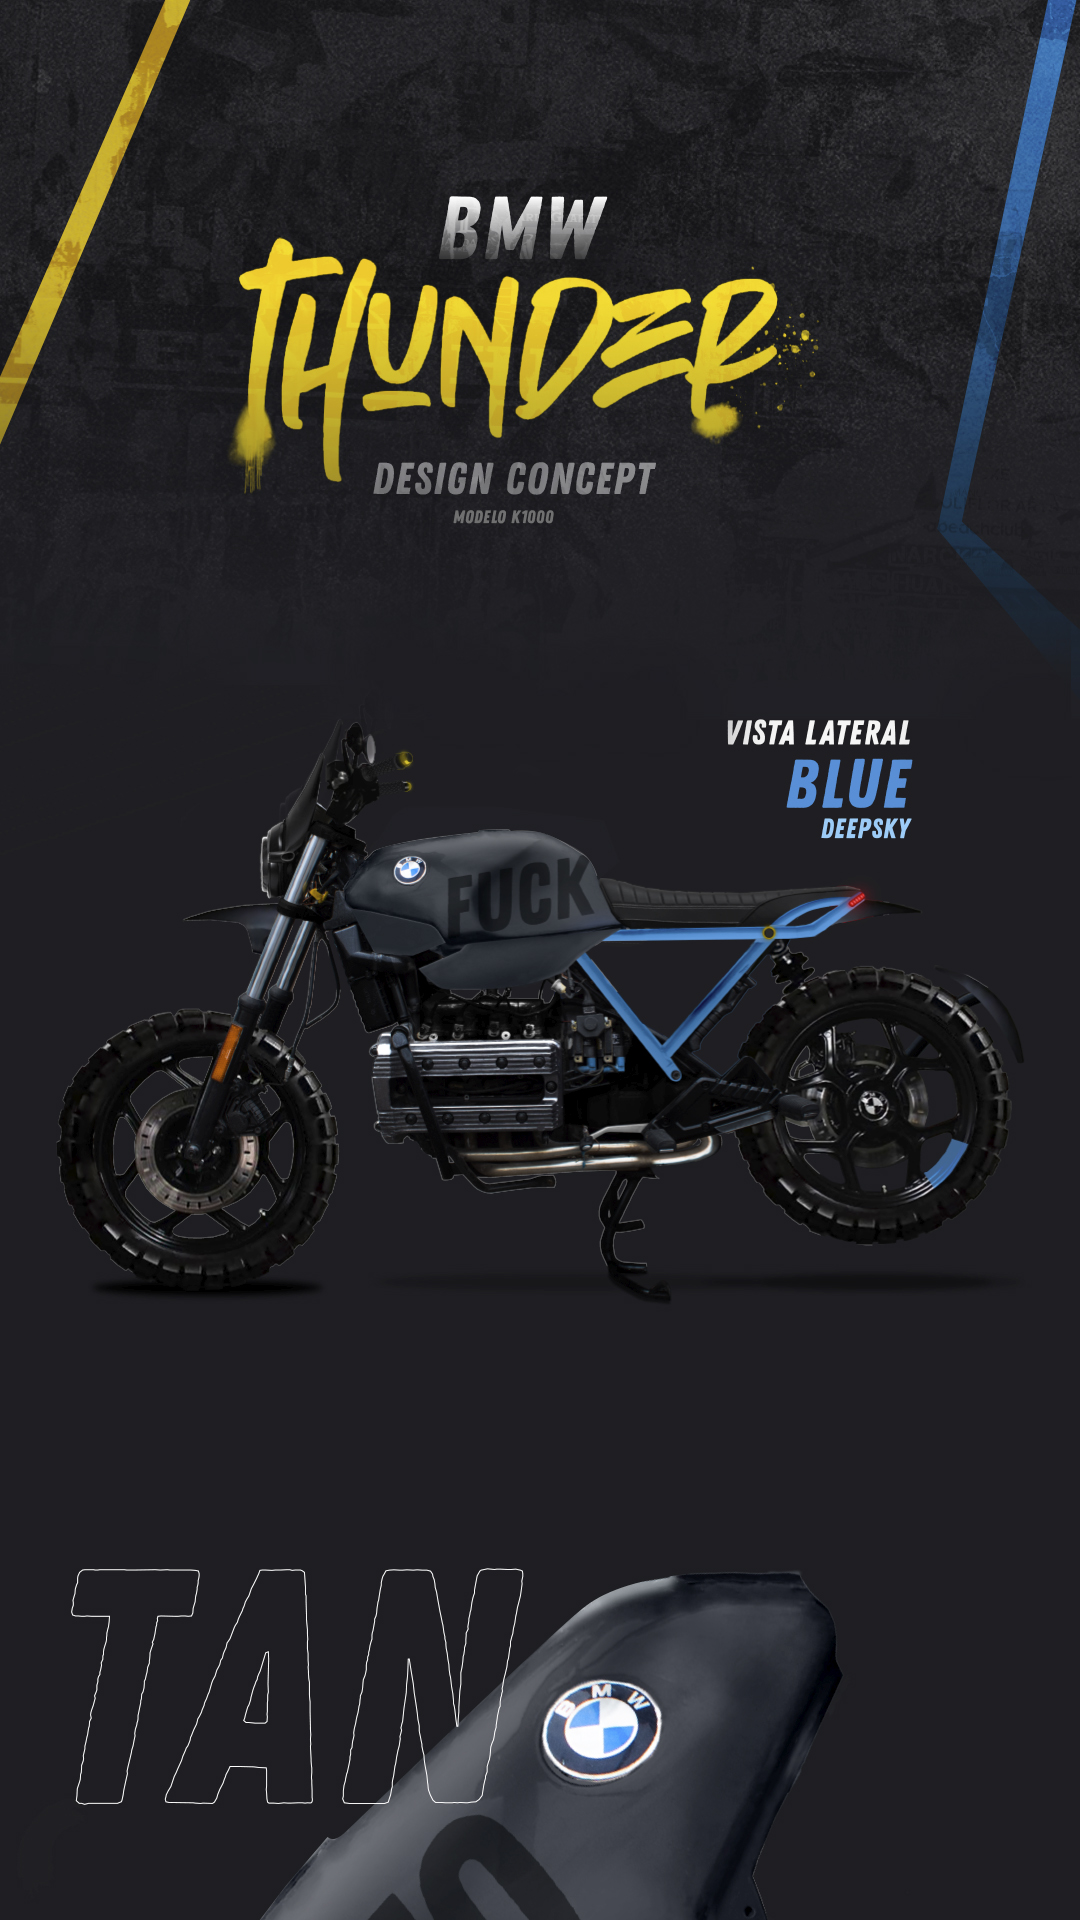 BMW
THUNDER
DESIGN CONCEPT
MODELO K1000
VISTA LATERAL
BLUE
DEEPSKY
BMW
FUCK
TAN
BMW